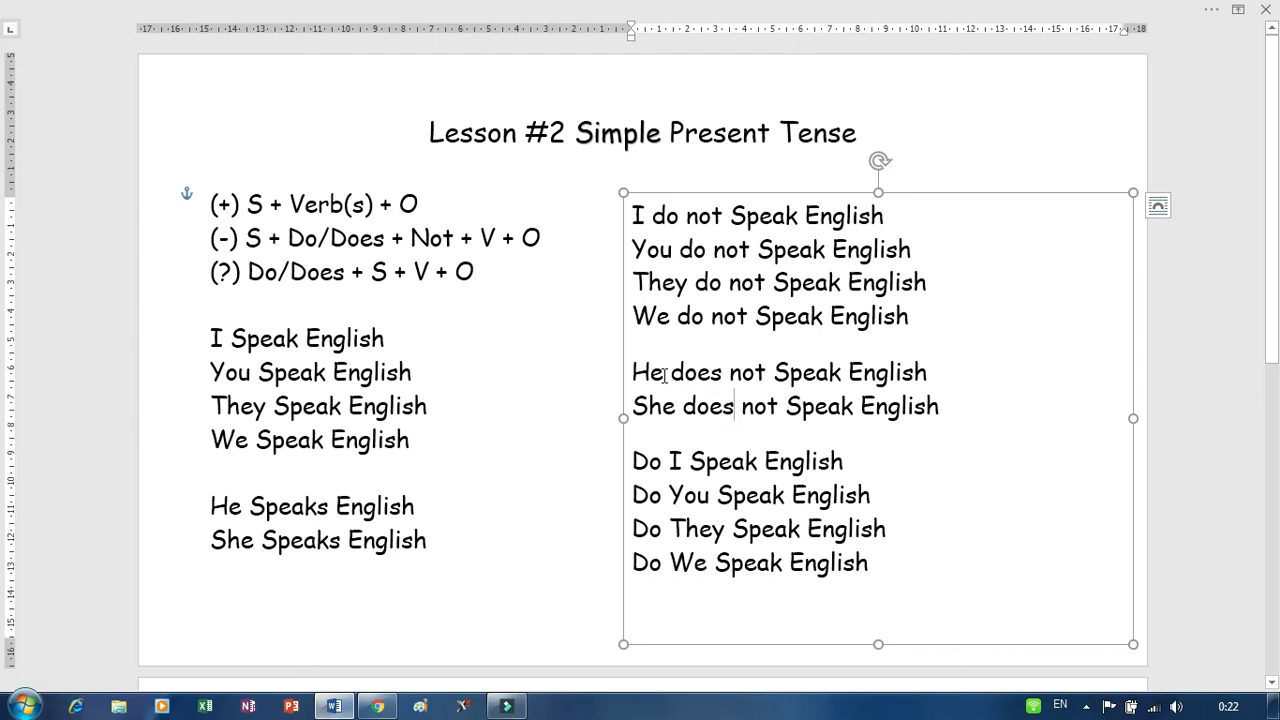 Lesson #2 Simple Present Tense
(+) S + Verb(s) + O
(-) S + Do/Does + Not + V + O
(?) Do/Does + S + V + O
I Speak English
You Speak English
They Speak English
We Speak English
He Speaks English
She Speaks English
I do not Speak English
You do not Speak English
They do not Speak English
We do not Speak English
He does not Speak English
She does not Speak English
Do I Speak English
Do You Speak English
Do They Speak English
Do We Speak English
EN
0:22